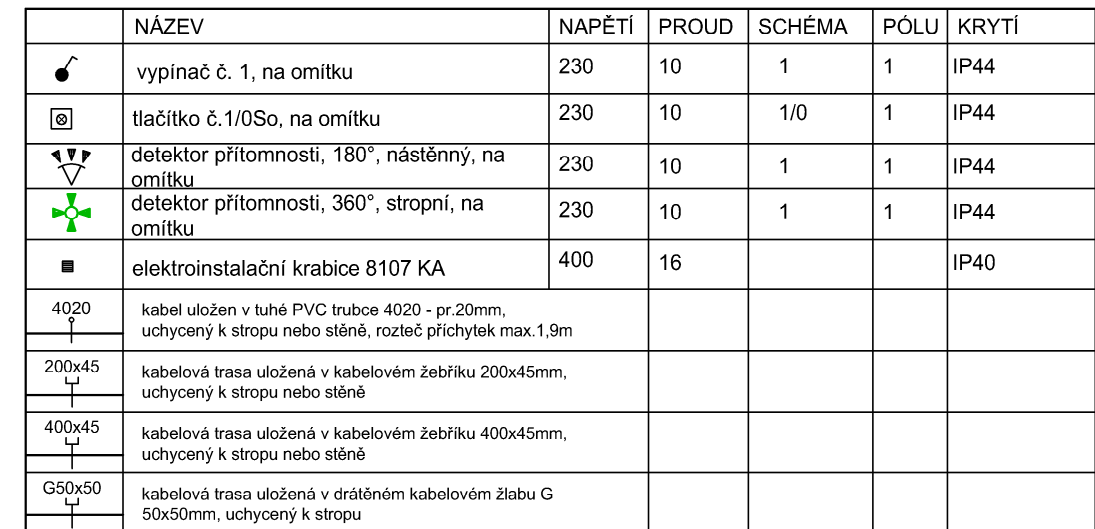 NÁZEV NAPĚTÍ PROUD SCHÉMA PÓLU KRYTÍ
vypínač č. 1, na omítku 230 10 1 1 IP44
tlačítko č.1/0So, na omítku 230 10 1/0 1 IP44
detektor přítomnosti, 180°, nástěnný, na
omítku 230 10 1 1 IP44
detektor přítomnosti, 360°, stropní, na
omítku 230 10 1 1 IP44
elektroinstalační krabice 8107 KA 400 16 IP40
4020 kabel uložen v tuhé PVC trubce 4020 - pr.20mm,
uchycený k stropu nebo stěně, rozteč příchytek max.1,9m
200x45 kabelová trasa uložená v kabelovém žebříku 200x45mm,
uchycený k stropu nebo stěně
400x45 kabelová trasa uložená v kabelovém žebříku 400x45mm,
uchycený k stropu nebo stěně
G50x50 kabelová trasa uložená v drátěném kabelovém žlabu G
50x50mm, uchycený k stropu